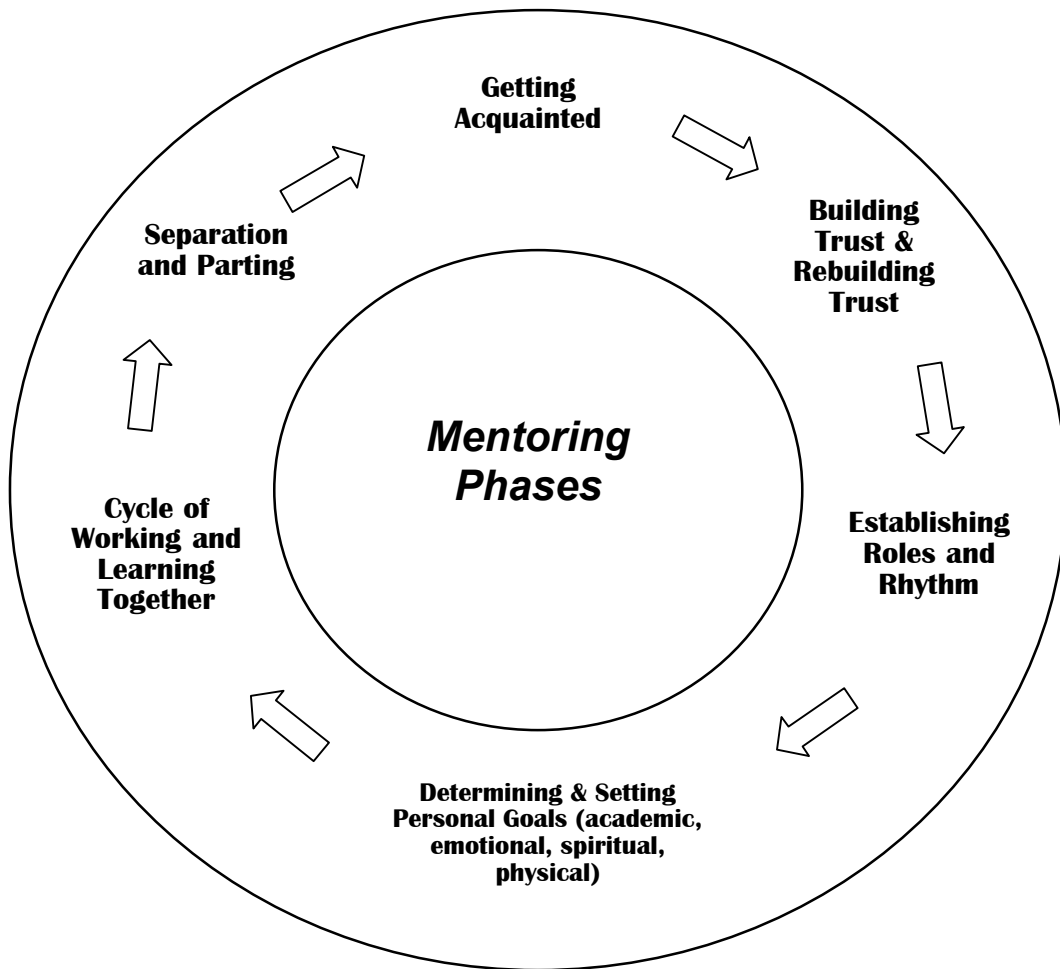 Getting
Acquainted
Building
Trust &
Rebuilding
Trust
Establishing
Roles and
Rhythm
Determining & Setting
Personal Goals (academic,
emotional, spiritual,
physical)
Cycle of
Working and
Learning
Together
Separation
and Parting
Mentoring
Phases